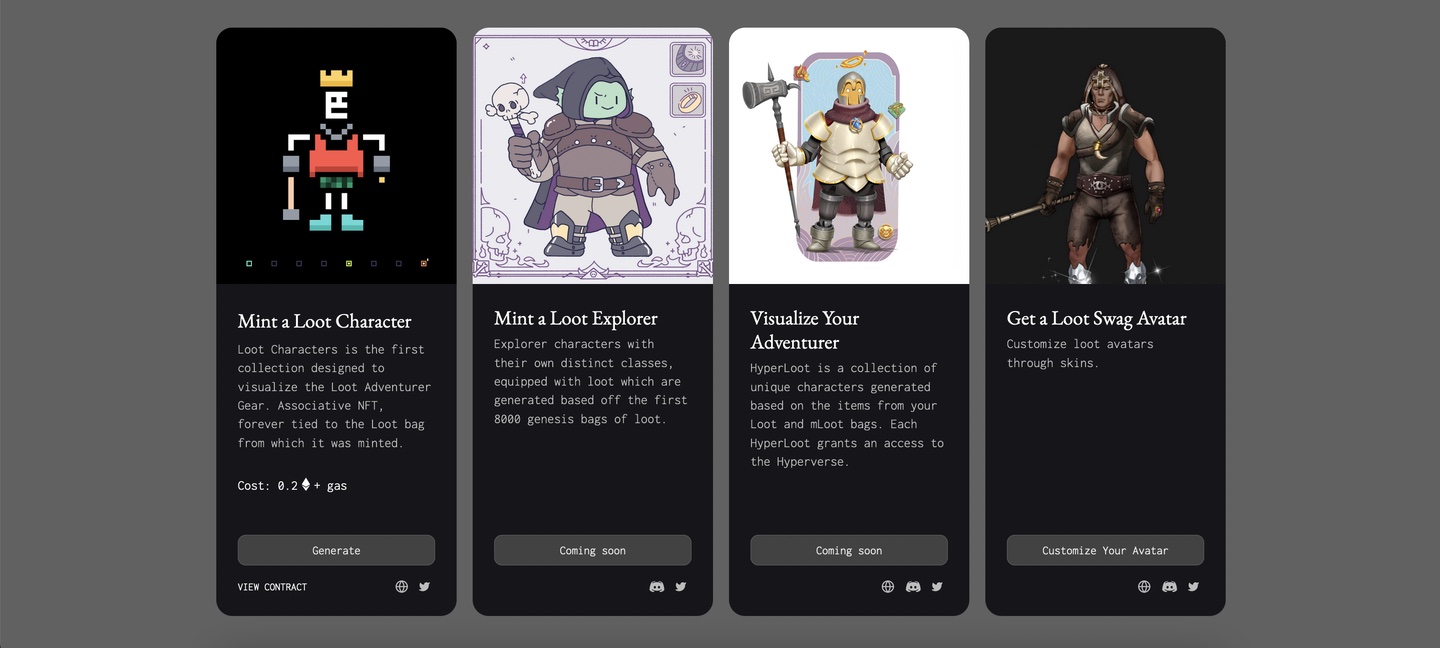 Mint a Loot Character
Loot Characters is the first
collection designed to
visualize the Loot Adventurer
Gear. Associative NFT,
forever tied to the Loot bag
from which it was minted.
Cost: 0.2 + gas
Generate
VIEW CONTRACT
Mint a Loot Explorer
Explorer characters with
their own distinct classes,
equipped with loot which are
generated based off the first
8000 genesis bags of loot.
Coming soon
Visualize Your
Adventurer
HyperLoot is a collection of
unique characters generated
based on the items from your
Loot and mLoot bags. Each
HyperLoot grants an access to
the Hyperverse.
Coming soon
Get a Loot Swag Avatar
Customize loot avatars
through skins.
Customize Your Avatar